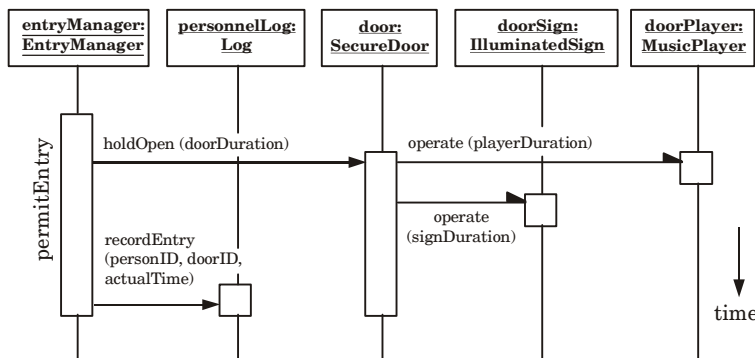 entryManager:
EntryManager
personnelLog:
Log
door:
SecureDoor
doorSign:
IlluminatedSign
doorPlayer:
MusicPlayer
permitEntry
holdOpen (doorDuration)
operate (playerDuration)
operate
(signDuration)
recordEntry
(personID, doorID,
actualTime)
time